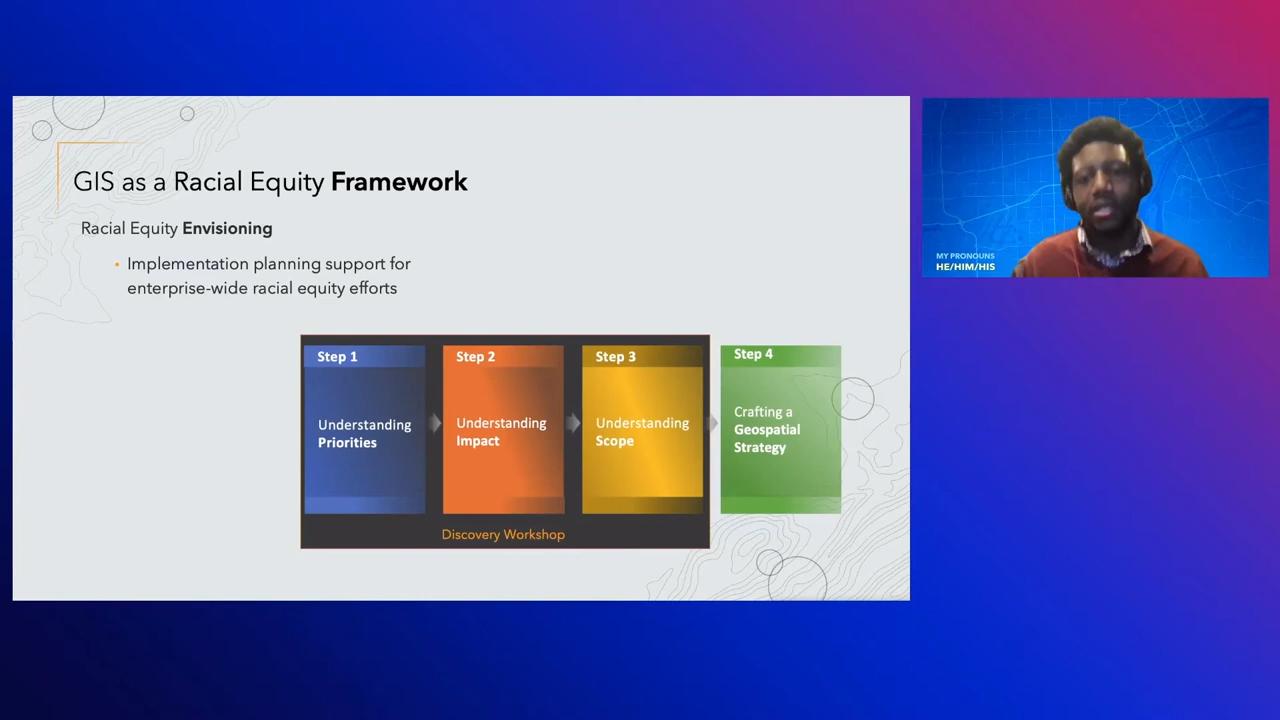 GIS as a Racial Equity Framework
Racial Equity Envisioning
• Implementation planning support for
enterprise-wide racial equity efforts
Step 1
Understanding
Priorities
Step 2
Understanding
Impact
Step 3
Understanding
Scope
Step 4
Crafting a
Geospatial
Strategy
Discovery Workshop
MY PRONOUNS
HE/HIM/HIS